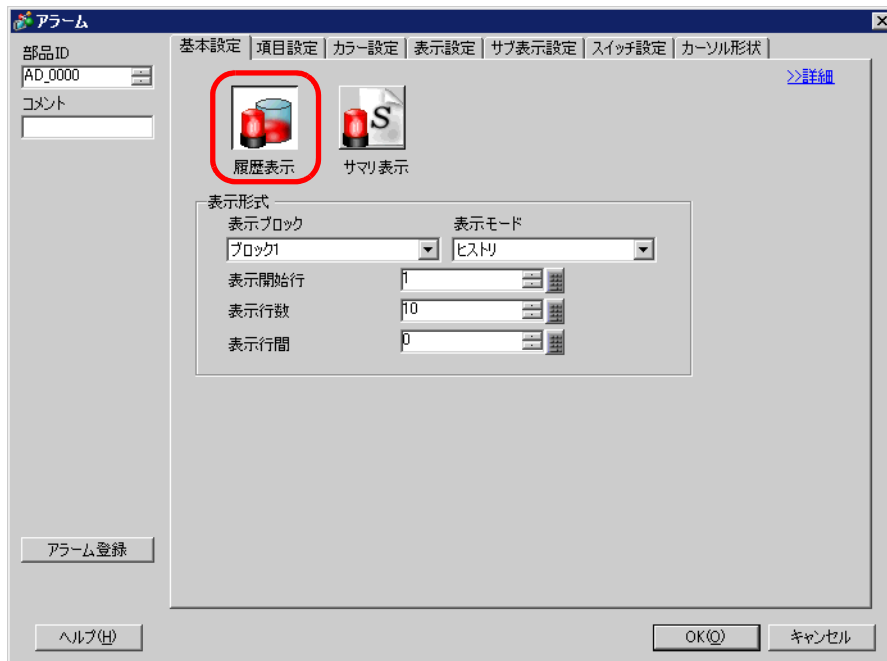 アラーム
部品ID
AD_0000
コメント
基本設定 項目設定 カラー設定 表示設定 サブ表示設定 スイッチ設定 カーソル形状
>>詳細
S
履歴表示 サマリ表示
表示形式
表示ブロック 表示モード
ブロック1 ヒストリ
表示開始行 1
表示行数 10
表示行間 0
アラーム登録
ヘルプ(H) OK(O) キャンセル